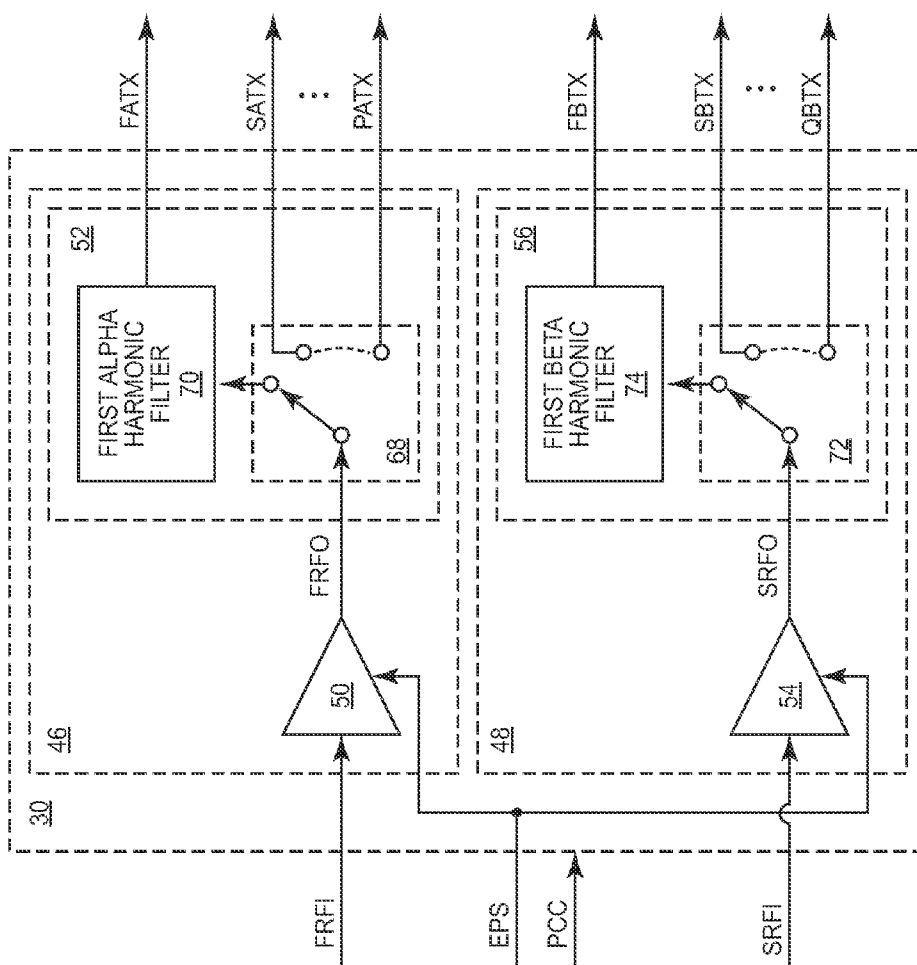 FATX
SATX
...
PATX
FBTX
SBTX
...
QBTX
52
FIRST ALPHA
HARMONIC
FILTER
70
68
56
FIRST BETA
HARMONIC
FILTER
74
72
FRFO
SRFO
50
54
46
48
30
FRFI
EPS
PCC
SRFI